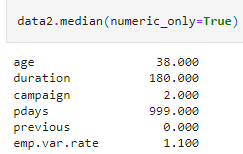 data2.median(numeric_only=True)
age 38.000
duration 180.000
campaign 2.000
pdays 999.000
previous 0.000
emp.var.rate 1.100